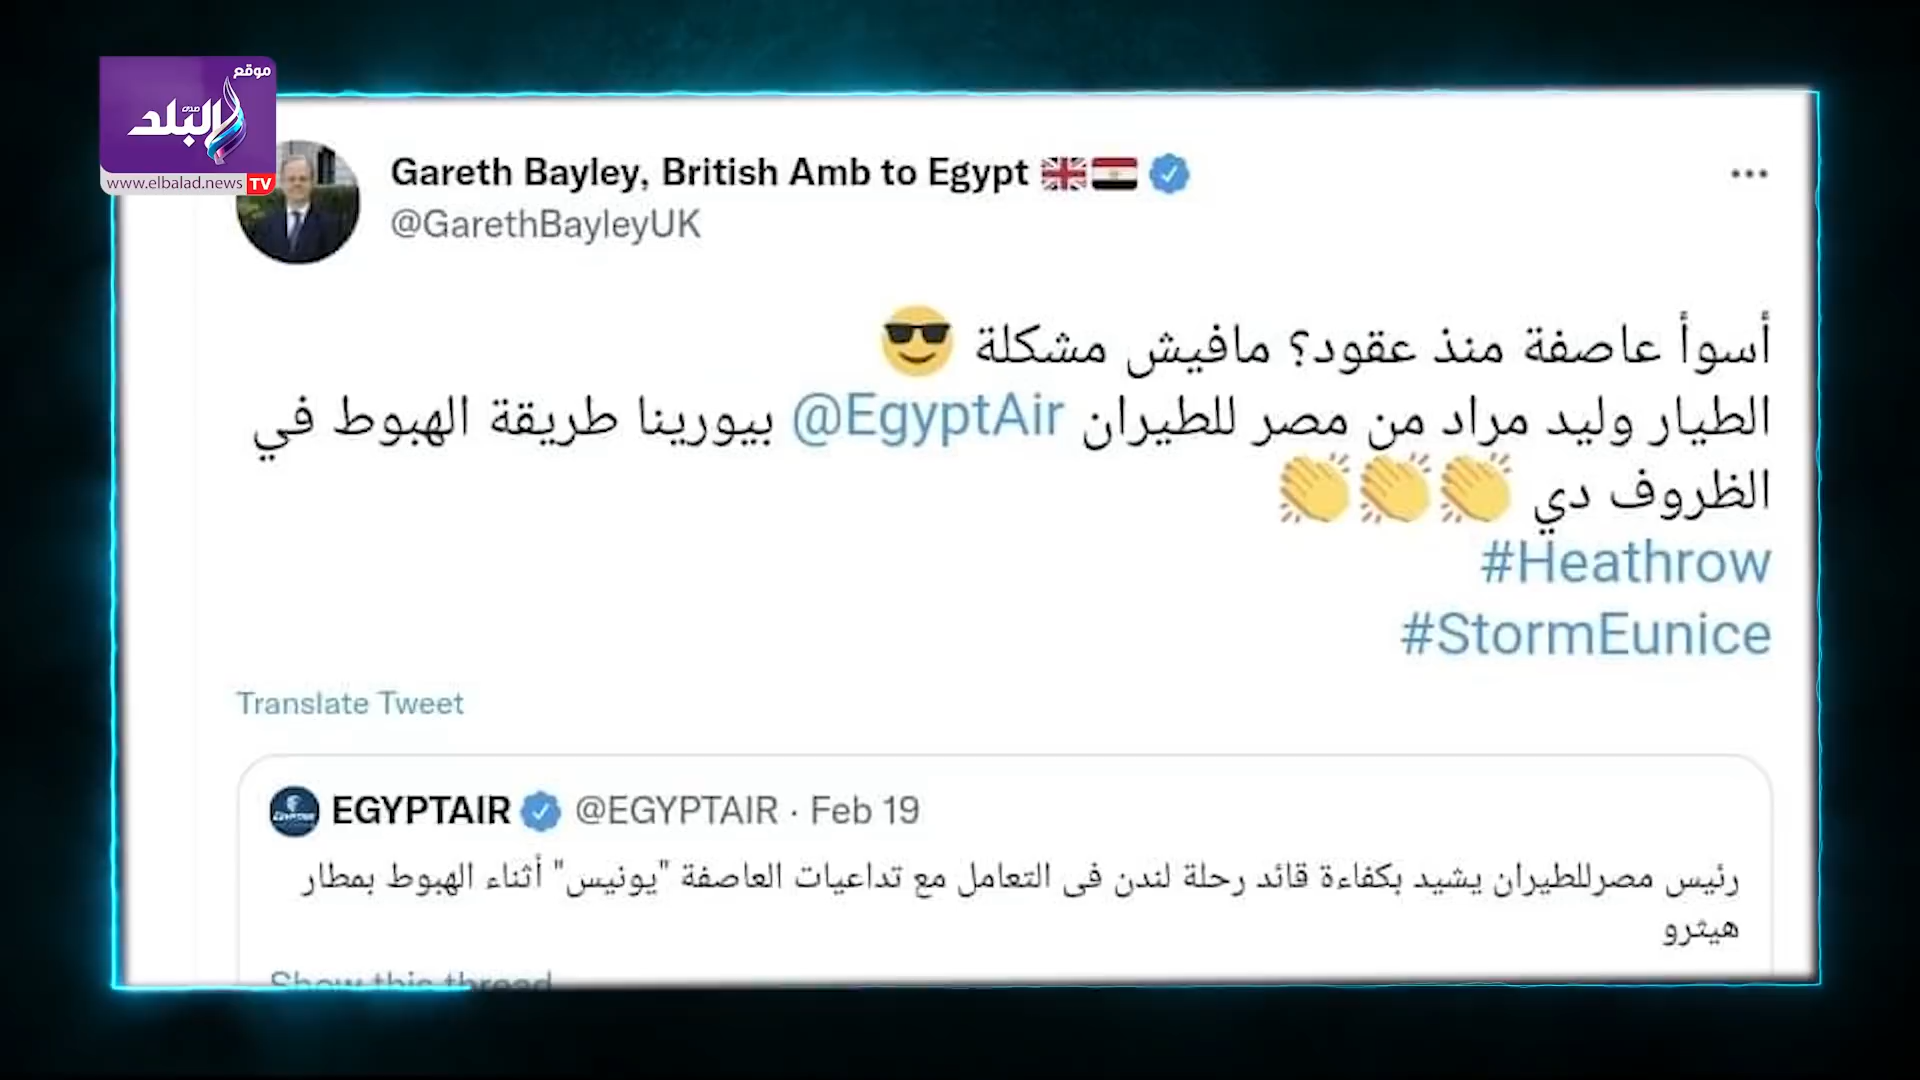 موقع
صدى
البلد
www.elbalad.news TV
Gareth Bayley, British Amb to Egypt 🇬🇧🇪🇬
@GarethBayleyUK
أسوأ عاصفة منذ عقود؟ مافيش مشكلة 😎
الطيار وليد مراد من مصر للطيران @EgyptAir بيورينا طريقة الهبوط في
الظروف دي 👏👏👏
#Heathrow
#StormEunice
Translate Tweet
EGYPTAIR @EGYPTAIR · Feb 19
رئيس مصرللطيران يشيد بكفاءة قائد رحلة لندن فى التعامل مع تداعيات العاصفة "يونيس" أثناء الهبوط بمطار
هيثرو
Show this thread